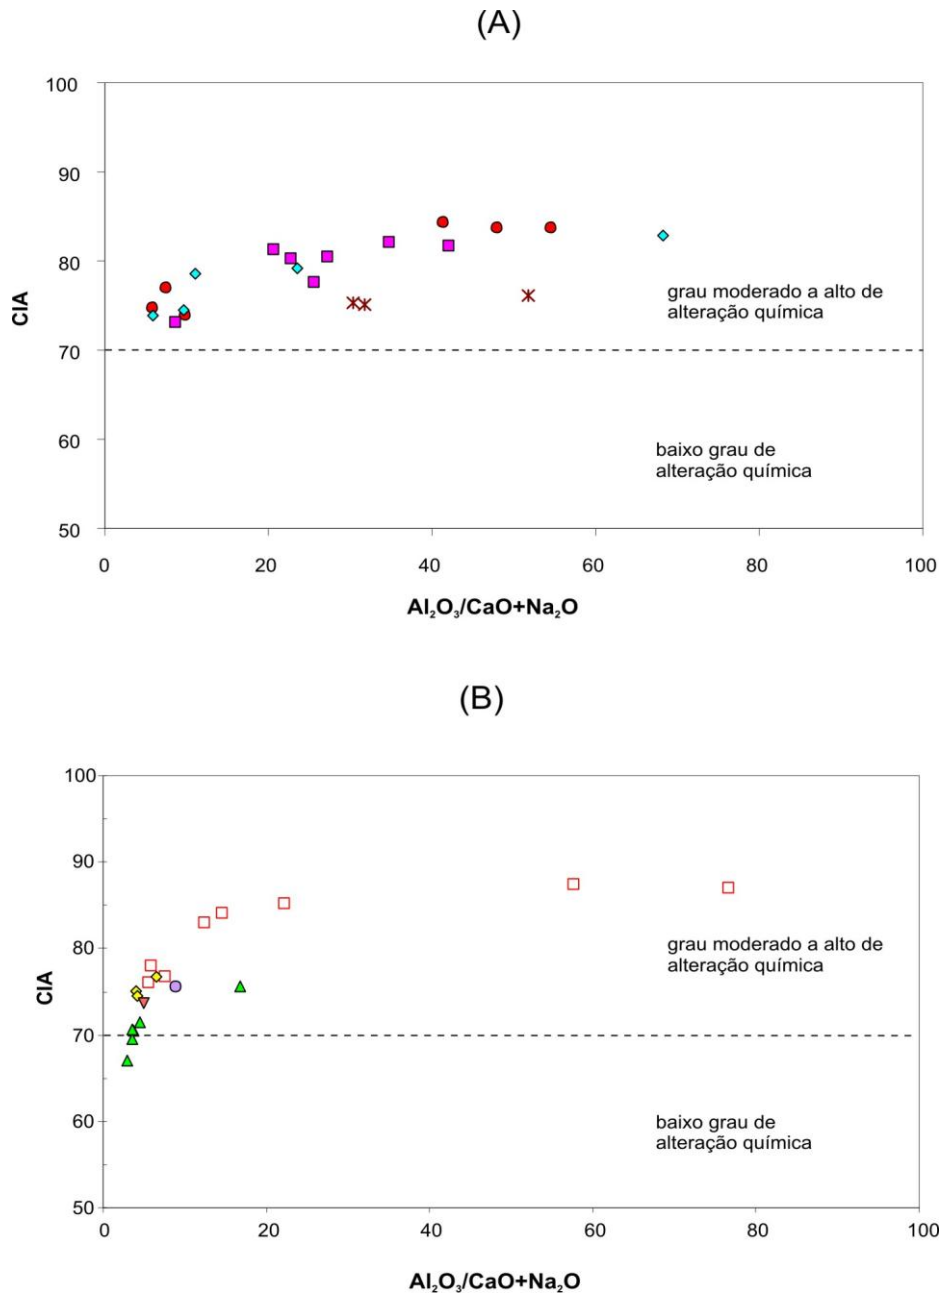 (A)
100
90
80
70
60
50
CIA
grau moderado a alto de
alteração química
baixo grau de
alteração química
0 20 40 60 80 100
Al₂O₃/CaO+Na₂O
(B)
100
90
80
70
60
50
CIA
grau moderado a alto de
alteração química
baixo grau de
alteração química
0 20 40 60 80 100
Al₂O₃/CaO+Na₂O